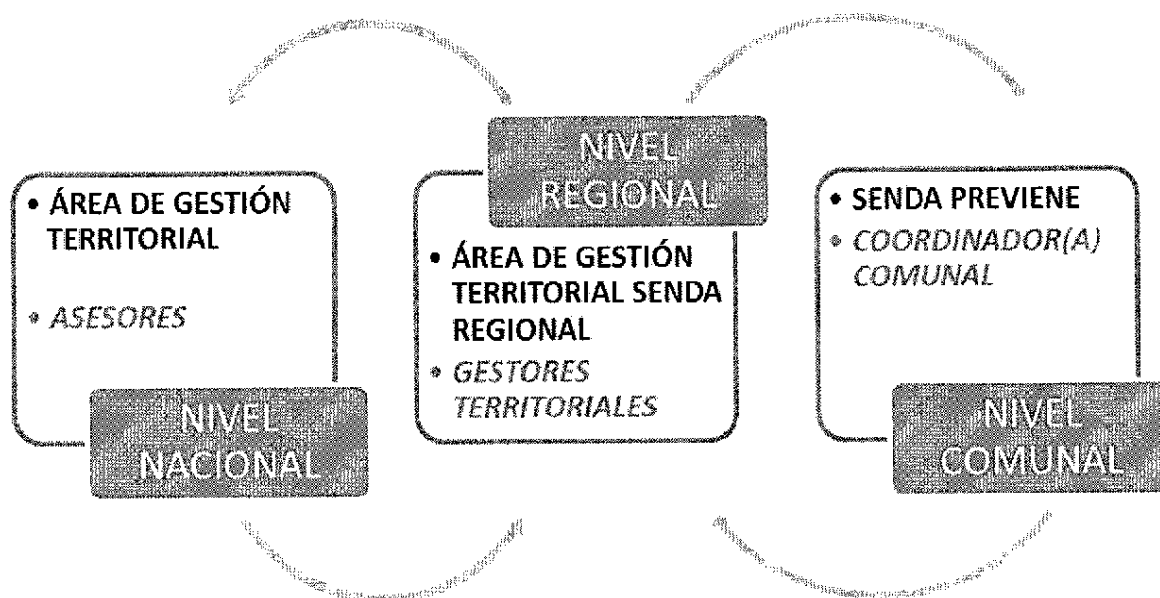 • ÁREA DE GESTIÓN
TERRITORIAL
• ASESORES
NIVEL
NACIONAL
NIVEL
REGIONAL
• ÁREA DE GESTIÓN
TERRITORIAL SENDA
REGIONAL
• GESTORES
TERRITORIALES
• SENDA PREVIENE
• COORDINADOR(A)
COMUNAL
NIVEL
COMUNAL